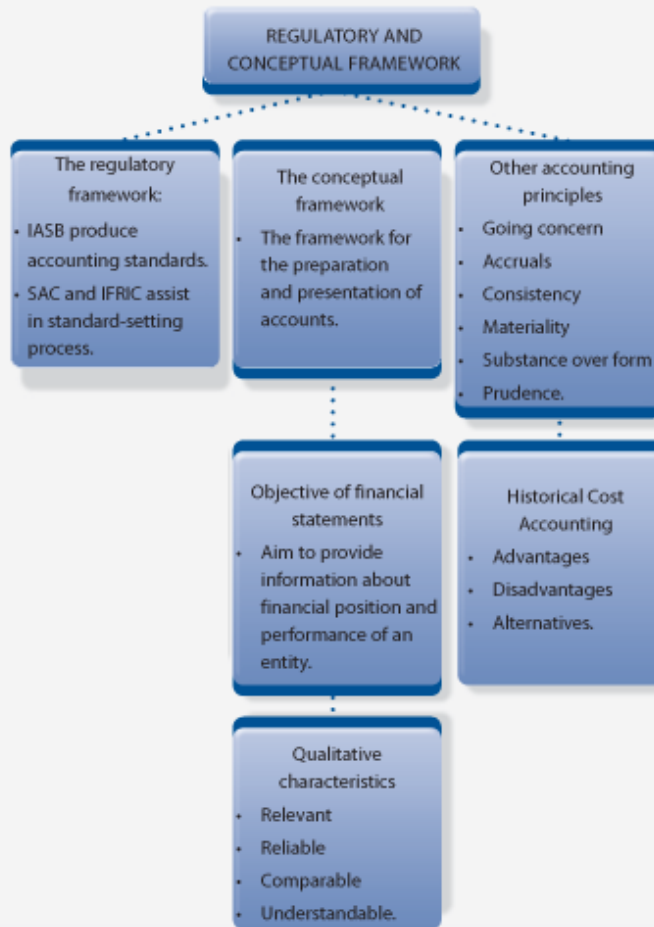 REGULATORY AND
CONCEPTUAL FRAMEWORK
The regulatory
framework:
• IASB produce
accounting standards.
• SAC and IFRIC assist
in standard-setting
process.
The conceptual
framework
• The framework for
the preparation
and presentation of
accounts.
Other accounting
principles
• Going concern
• Accruals
• Consistency
• Materiality
• Substance over form
• Prudence.
Objective of financial
statements
• Aim to provide
information about
financial position and
performance of an
entity.
Historical Cost
Accounting
• Advantages
• Disadvantages
• Alternatives.
Qualitative
characteristics
• Relevant
• Reliable
• Comparable
• Understandable.